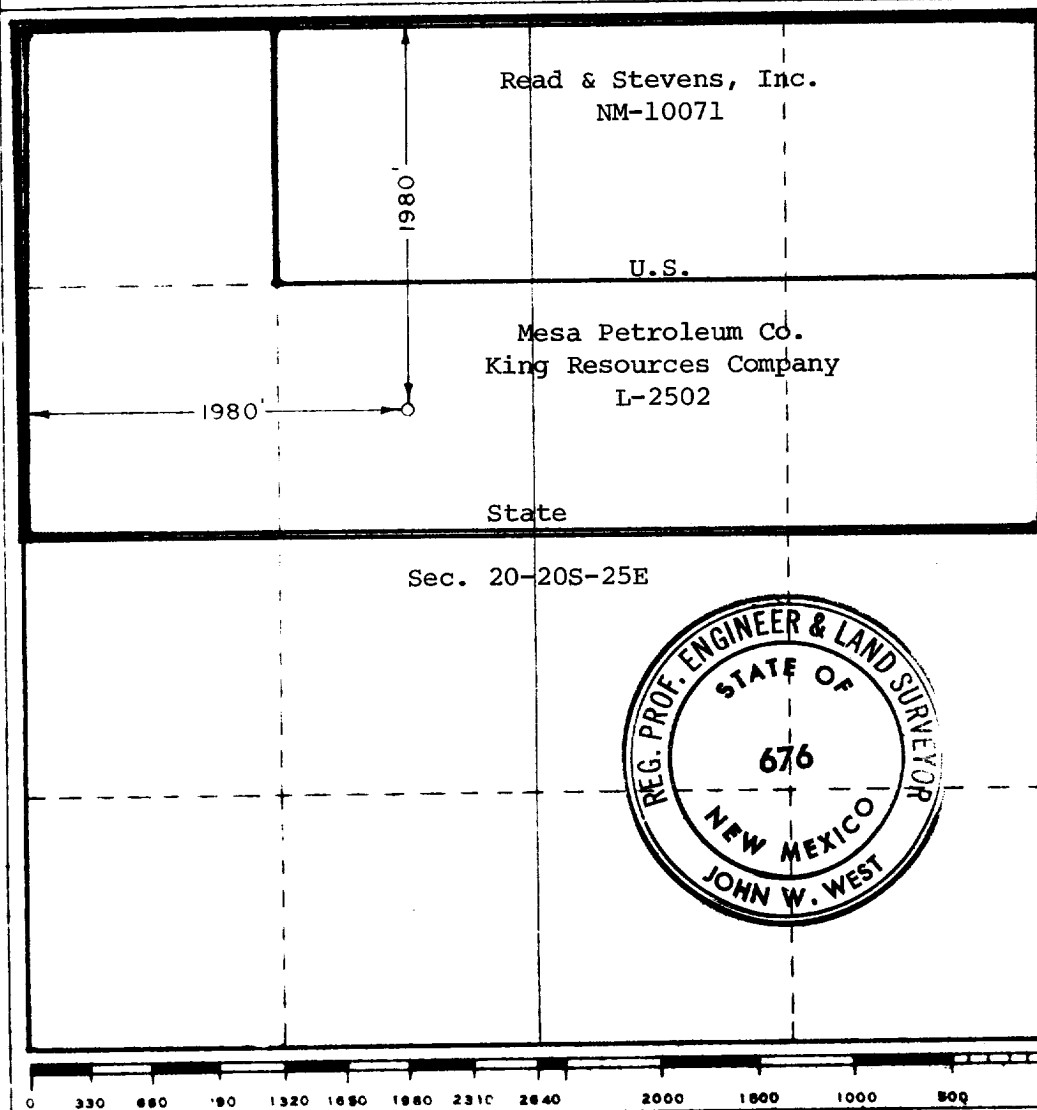 Read & Stevens, Inc.
NM-10071
1980'
U.S.
Mesa Petroleum Co.
King Resources Company
L-2502
1980'
State
Sec. 20-20S-25E
REG. PROF. ENGINEER & LAND SURVEYOR
STATE OF
676
NEW MEXICO
JOHN W. WEST
0 330 660 '90 1320 1650 1980 2310 2640 2000 1500 1000 500